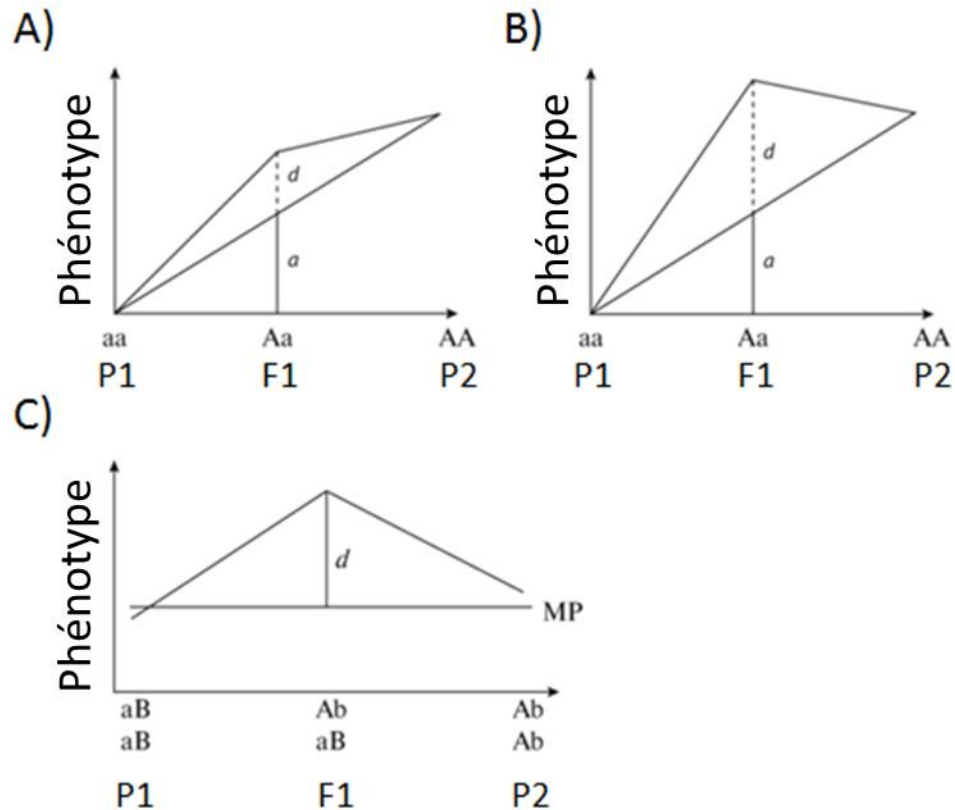 A)
Phénotype
d
a
aa Aa AA
P1 F1 P2
B)
Phénotype
d
a
aa Aa AA
P1 F1 P2
C)
Phénotype
d
MP
aB Ab Ab
aB aB Ab
P1 F1 P2